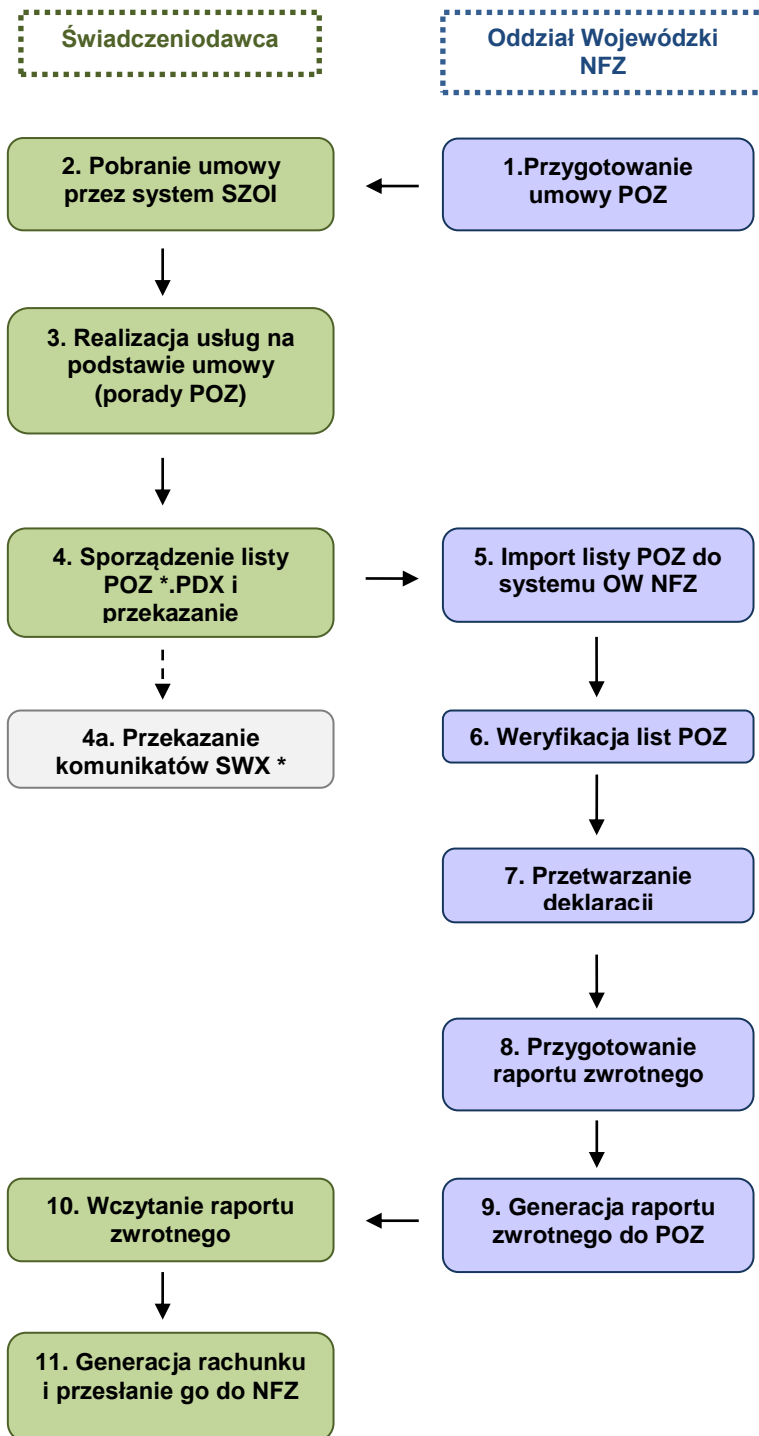 Świadczeniodawca
Oddział Wojewódzki
NFZ
2. Pobranie umowy
przez system SZOI
1.Przygotowanie
umowy POZ
3. Realizacja usług na
podstawie umowy
(porady POZ)
4. Sporządzenie listy
POZ *.PDX i
przekazanie
5. Import listy POZ do
systemu OW NFZ
4a. Przekazanie
komunikatów SWX *
6. Weryfikacja list POZ
7. Przetwarzanie
deklaracji
8. Przygotowanie
raportu zwrotnego
10. Wczytanie raportu
zwrotnego
9. Generacja raportu
zwrotnego do POZ
11. Generacja rachunku
i przesłanie go do NFZ